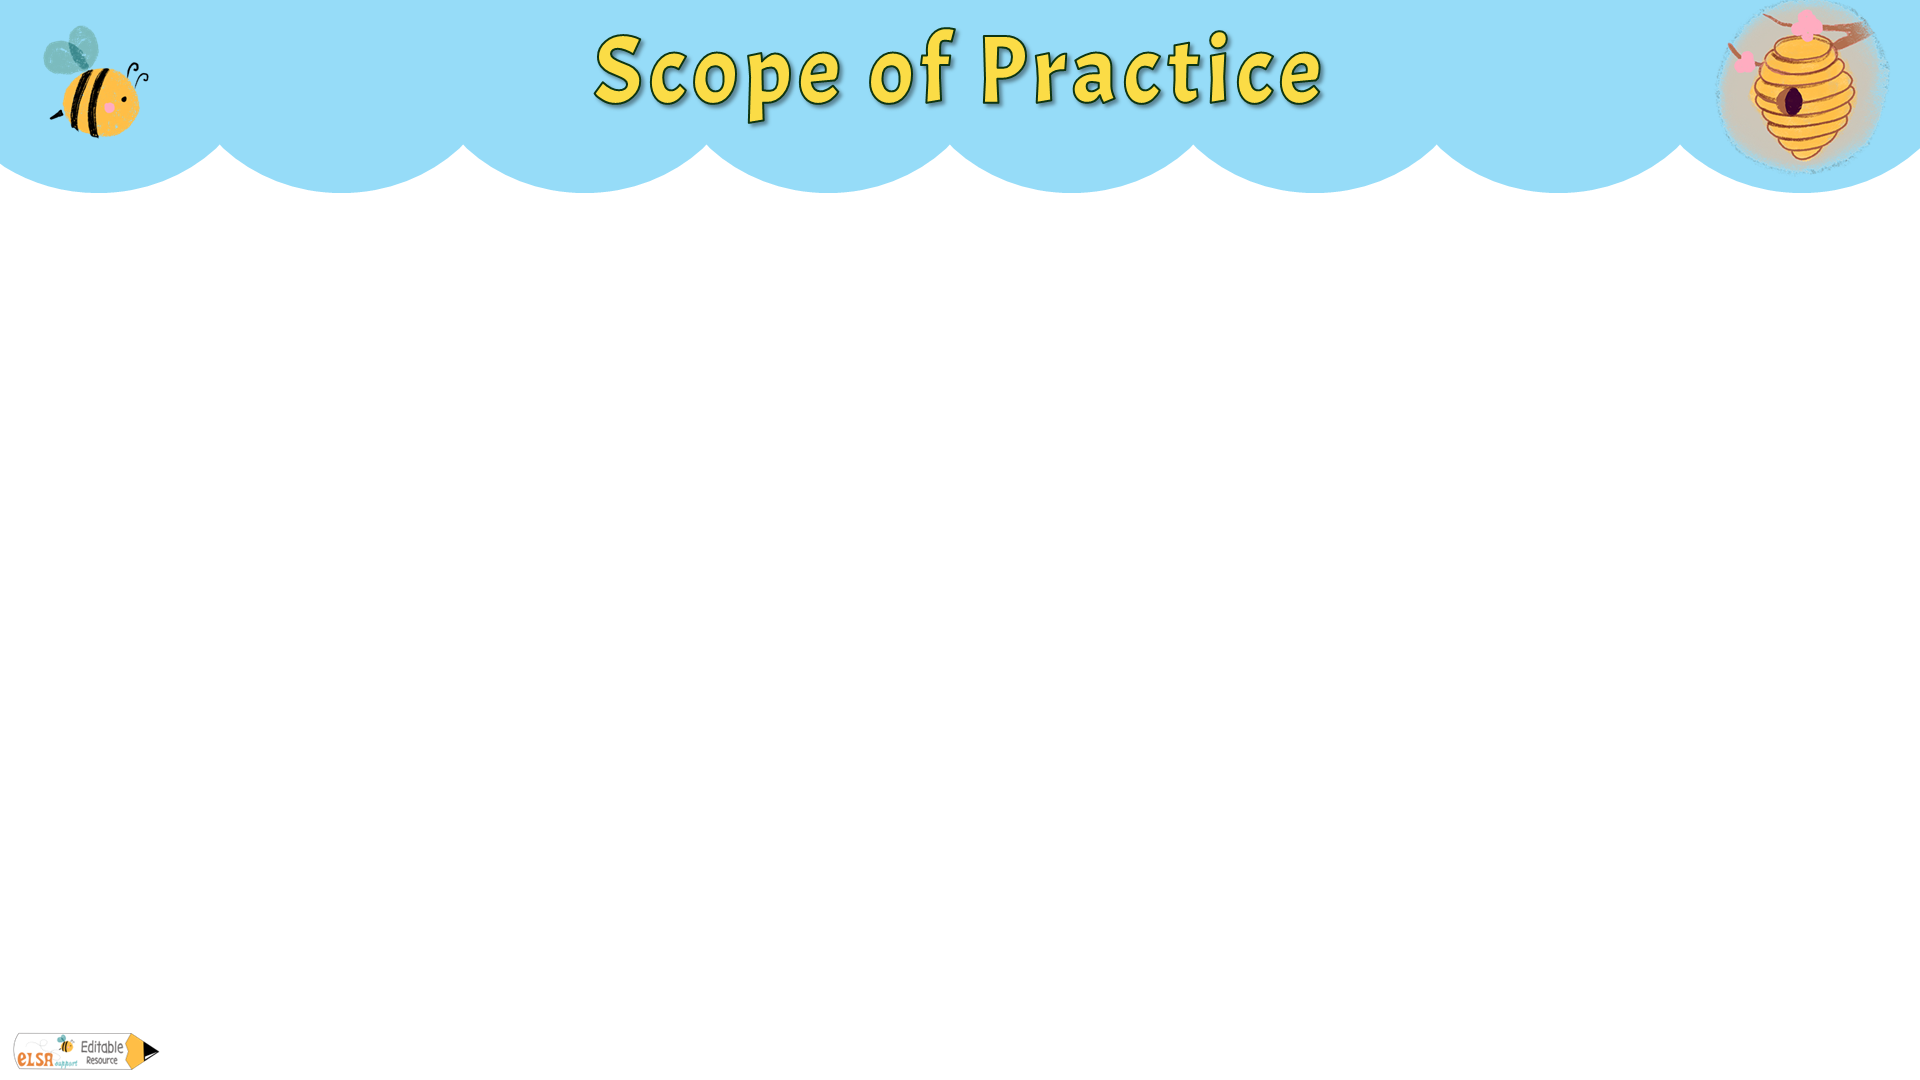 Scope of Practice
Editable
ELSA support Resource